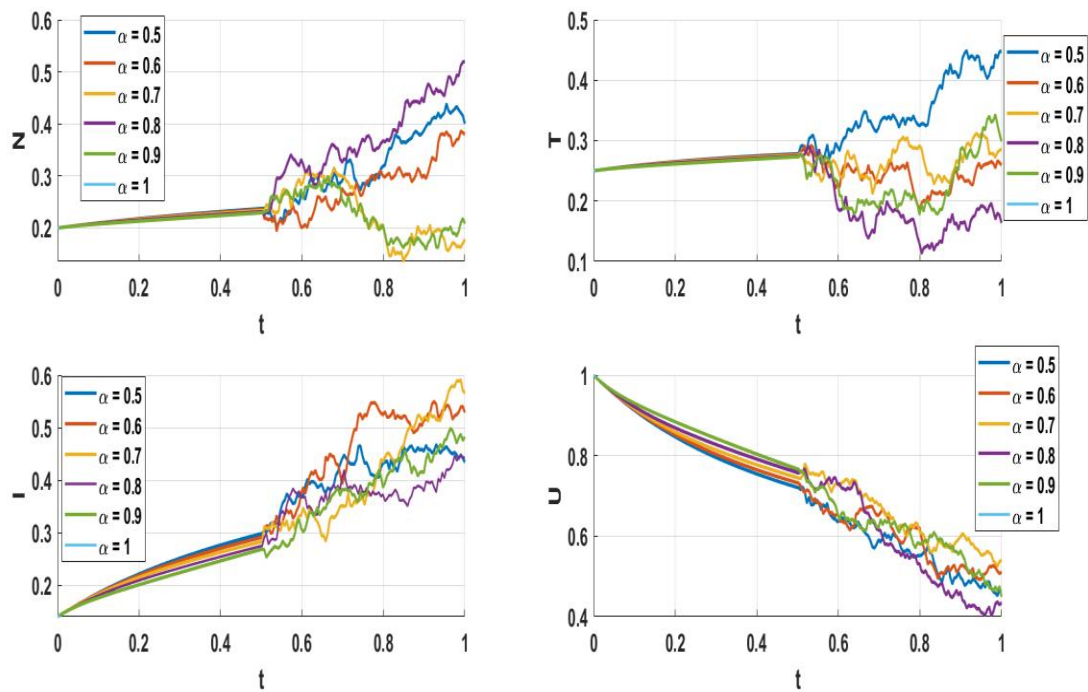 0.6
0.5
0.4
0.3
0.2
N
α = 0.5
α = 0.6
α = 0.7
α = 0.8
α = 0.9
α = 1
0 0.2 0.4 0.6 0.8 1
t
0.5
0.4
0.3
0.2
0.1
T
α = 0.5
α = 0.6
α = 0.7
α = 0.8
α = 0.9
α = 1
0 0.2 0.4 0.6 0.8 1
t
0.6
0.5
0.4
0.3
0.2
I
α = 0.5
α = 0.6
α = 0.7
α = 0.8
α = 0.9
α = 1
0 0.2 0.4 0.6 0.8 1
t
1
0.8
0.6
0.4
U
α = 0.5
α = 0.6
α = 0.7
α = 0.8
α = 0.9
α = 1
0 0.2 0.4 0.6 0.8 1
t